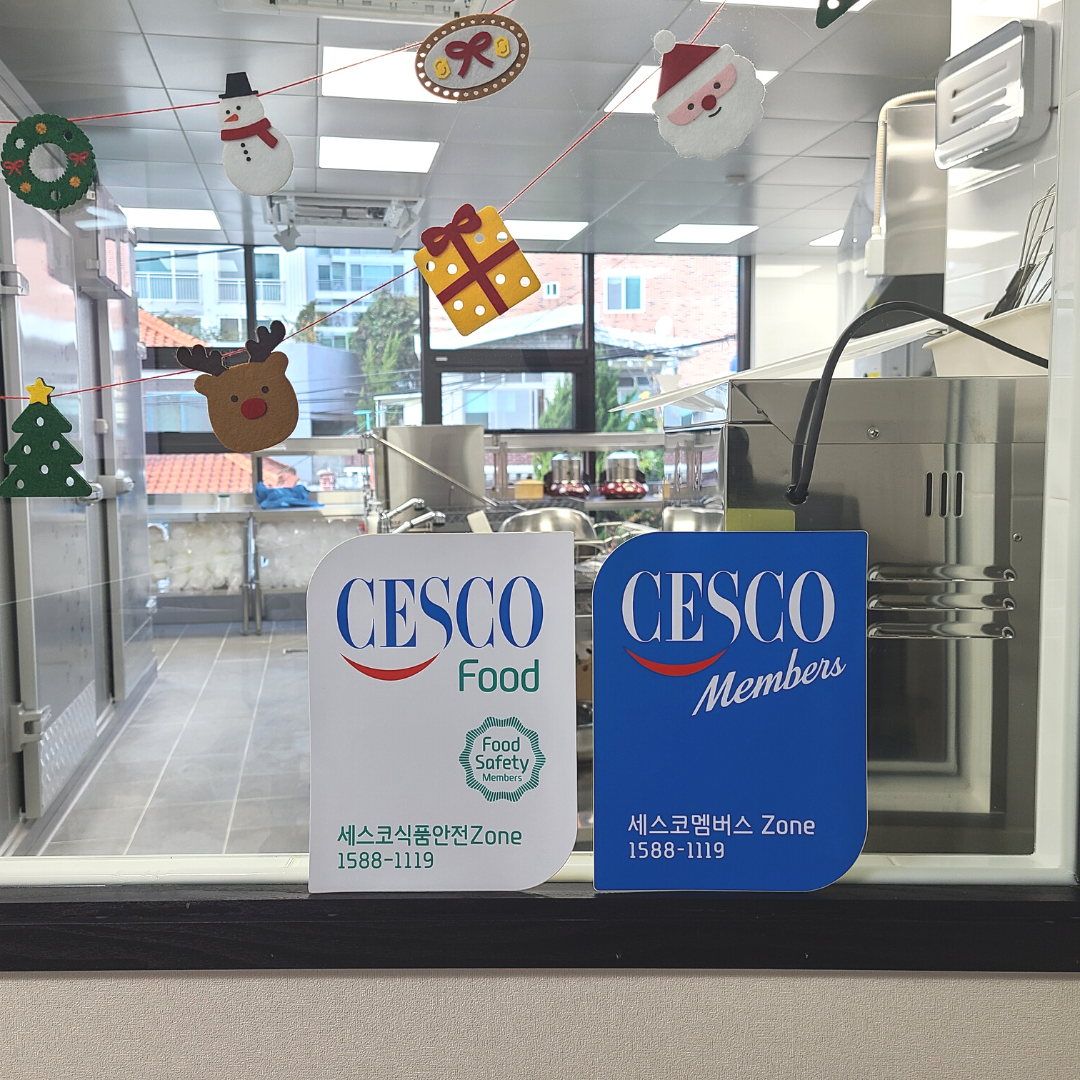 CESCO
Food
Food
Safety
Members
세스코식품안전Zone
1588-1119
CESCO
Members
세스코멤버스 Zone
1588-1119